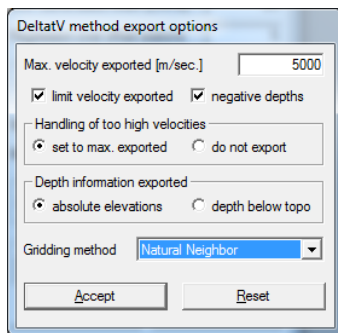 DeltatV method export options
Max. velocity exported [m/sec.] 5000
limit velocity exported negative depths
Handling of too high velocities
set to max. exported do not export
Depth information exported
absolute elevations depth below topo
Gridding method Natural Neighbor
Accept Reset